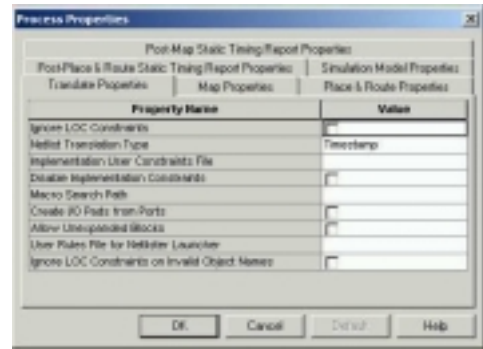 Process Properties
Post-Map Static Timing Report Properties
Post-Place & Route Static Timing Report Properties Simulation Model Properties
Translate Properties Map Properties Place & Route Properties
Property Name Value
Ignore LOC Constraints
Netlist Translation Type Timestamp
Implementation User Constraints File
Disable Implementation Constraints
Macro Search Path
Create I/O Pads from Ports
Allow Unexpanded Blocks
User Rules File for Netlister Launcher
Ignore LOC Constraints on Invalid Object Names
OK Cancel Default Help